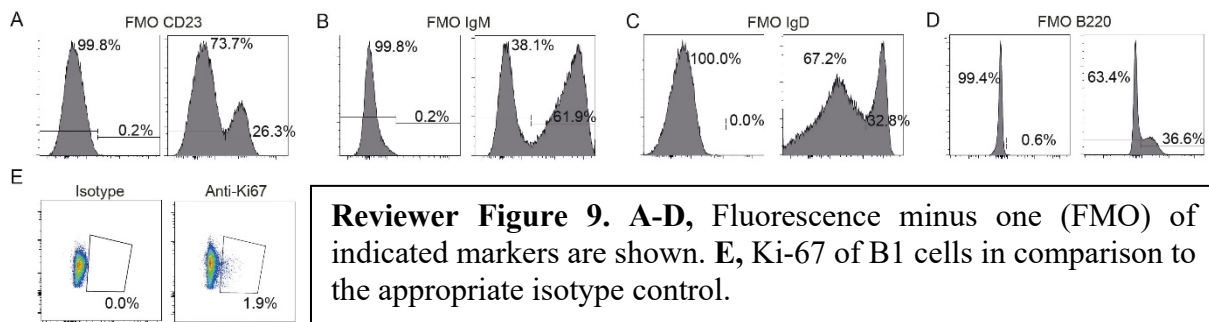 A
FMO CD23
99.8%
0.2%
73.7%
26.3%
B
FMO IgM
99.8%
0.2%
38.1%
61.9%
C
FMO IgD
100.0%
0.0%
67.2%
32.8%
D
FMO B220
99.4%
0.6%
63.4%
36.6%
E
Isotype
0.0%
Anti-Ki67
1.9%
Reviewer Figure 9. A-D, Fluorescence minus one (FMO) of
indicated markers are shown. E, Ki-67 of B1 cells in comparison to
the appropriate isotype control.